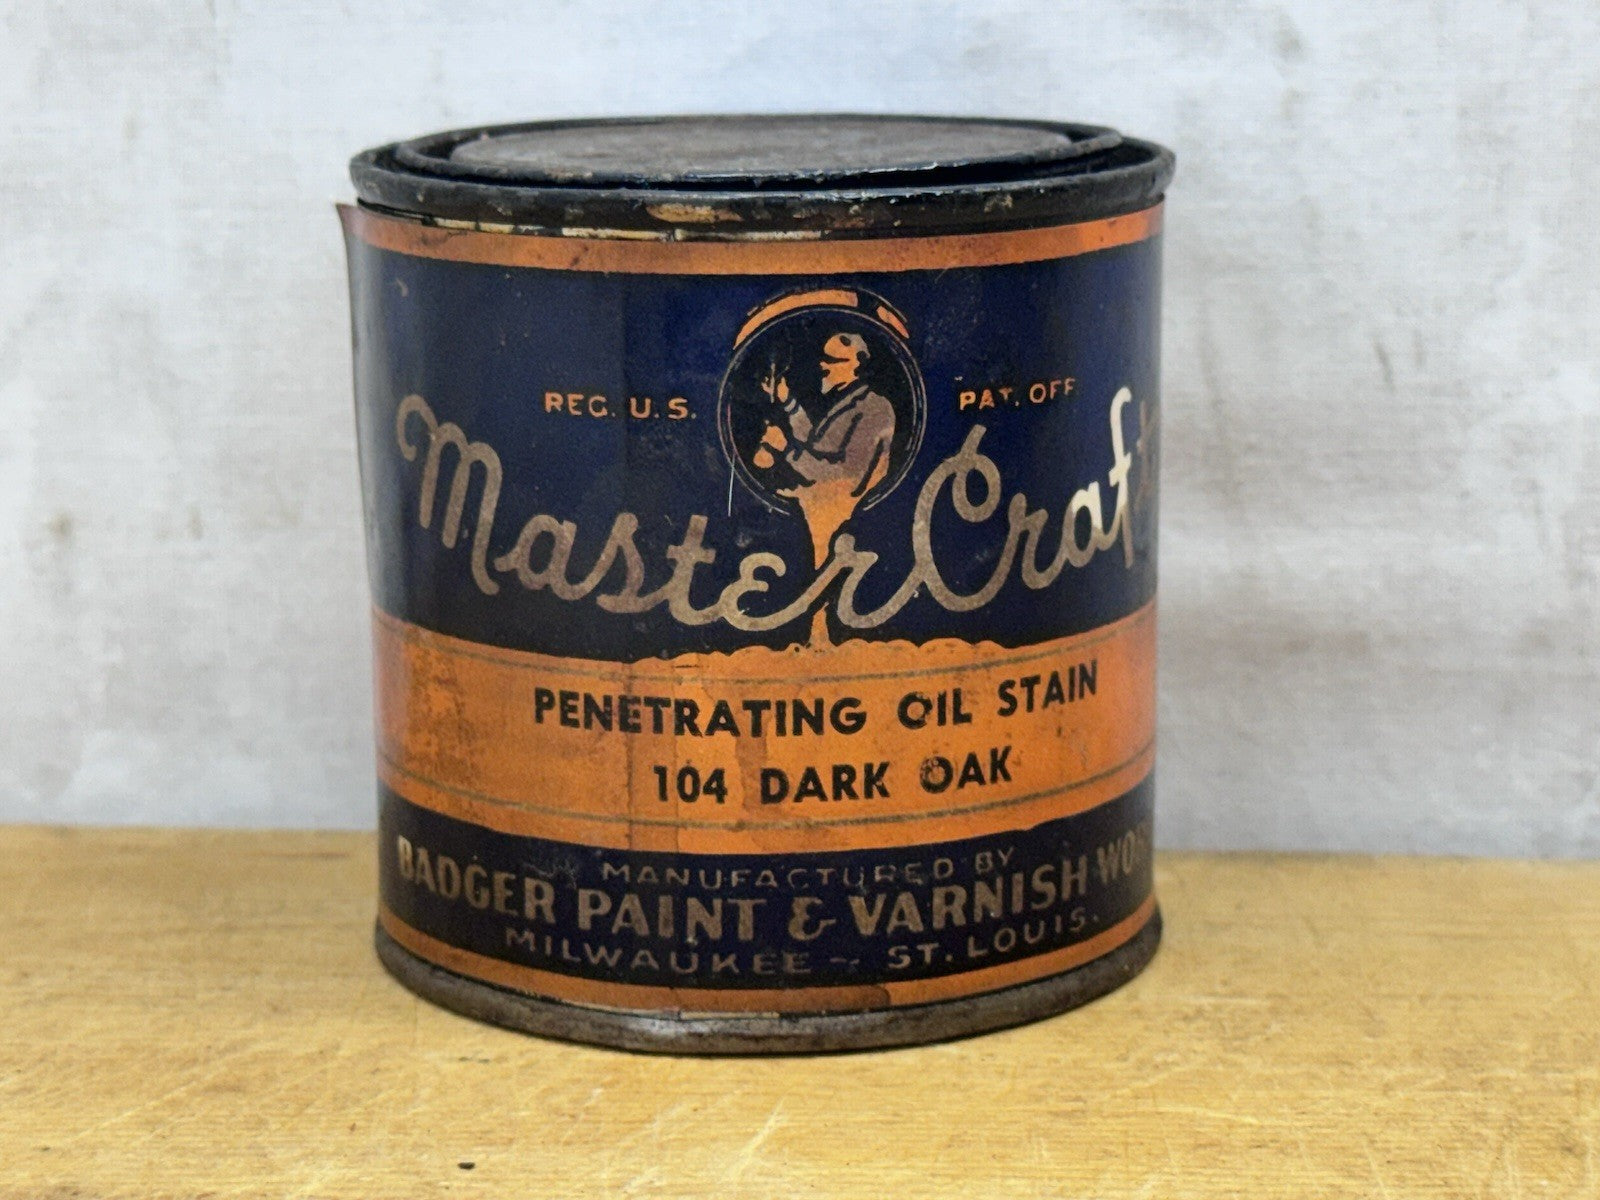 REG. U.S. PAT. OFF.
MasterCraft
PENETRATING OIL STAIN
104 DARK OAK
MANUFACTURED BY
BADGER PAINT & VARNISH
MILWAUKEE ~ ST. LOUIS.